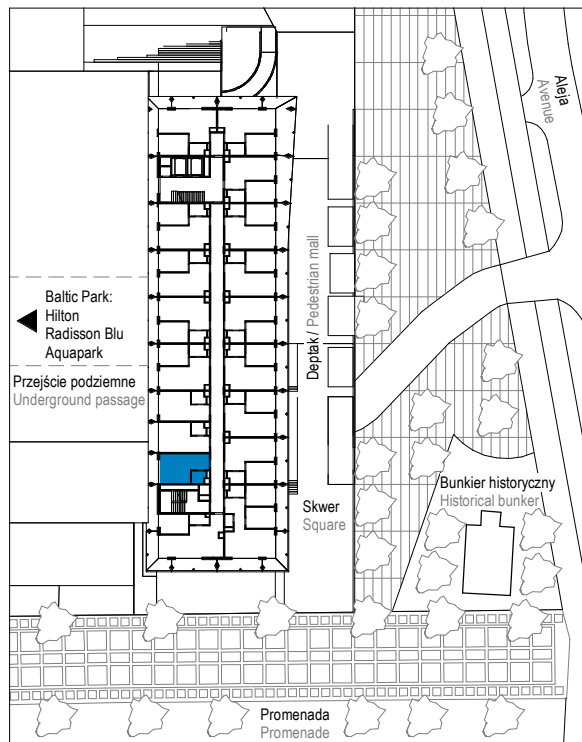 Aleja
Avenue
Baltic Park:
Hilton
Radisson Blu
Aquapark
Przejście podziemne
Underground passage
Deptak / Pedestrian mall
Skwer
Square
Bunkier historyczny
Historical bunker
Promenada
Promenade